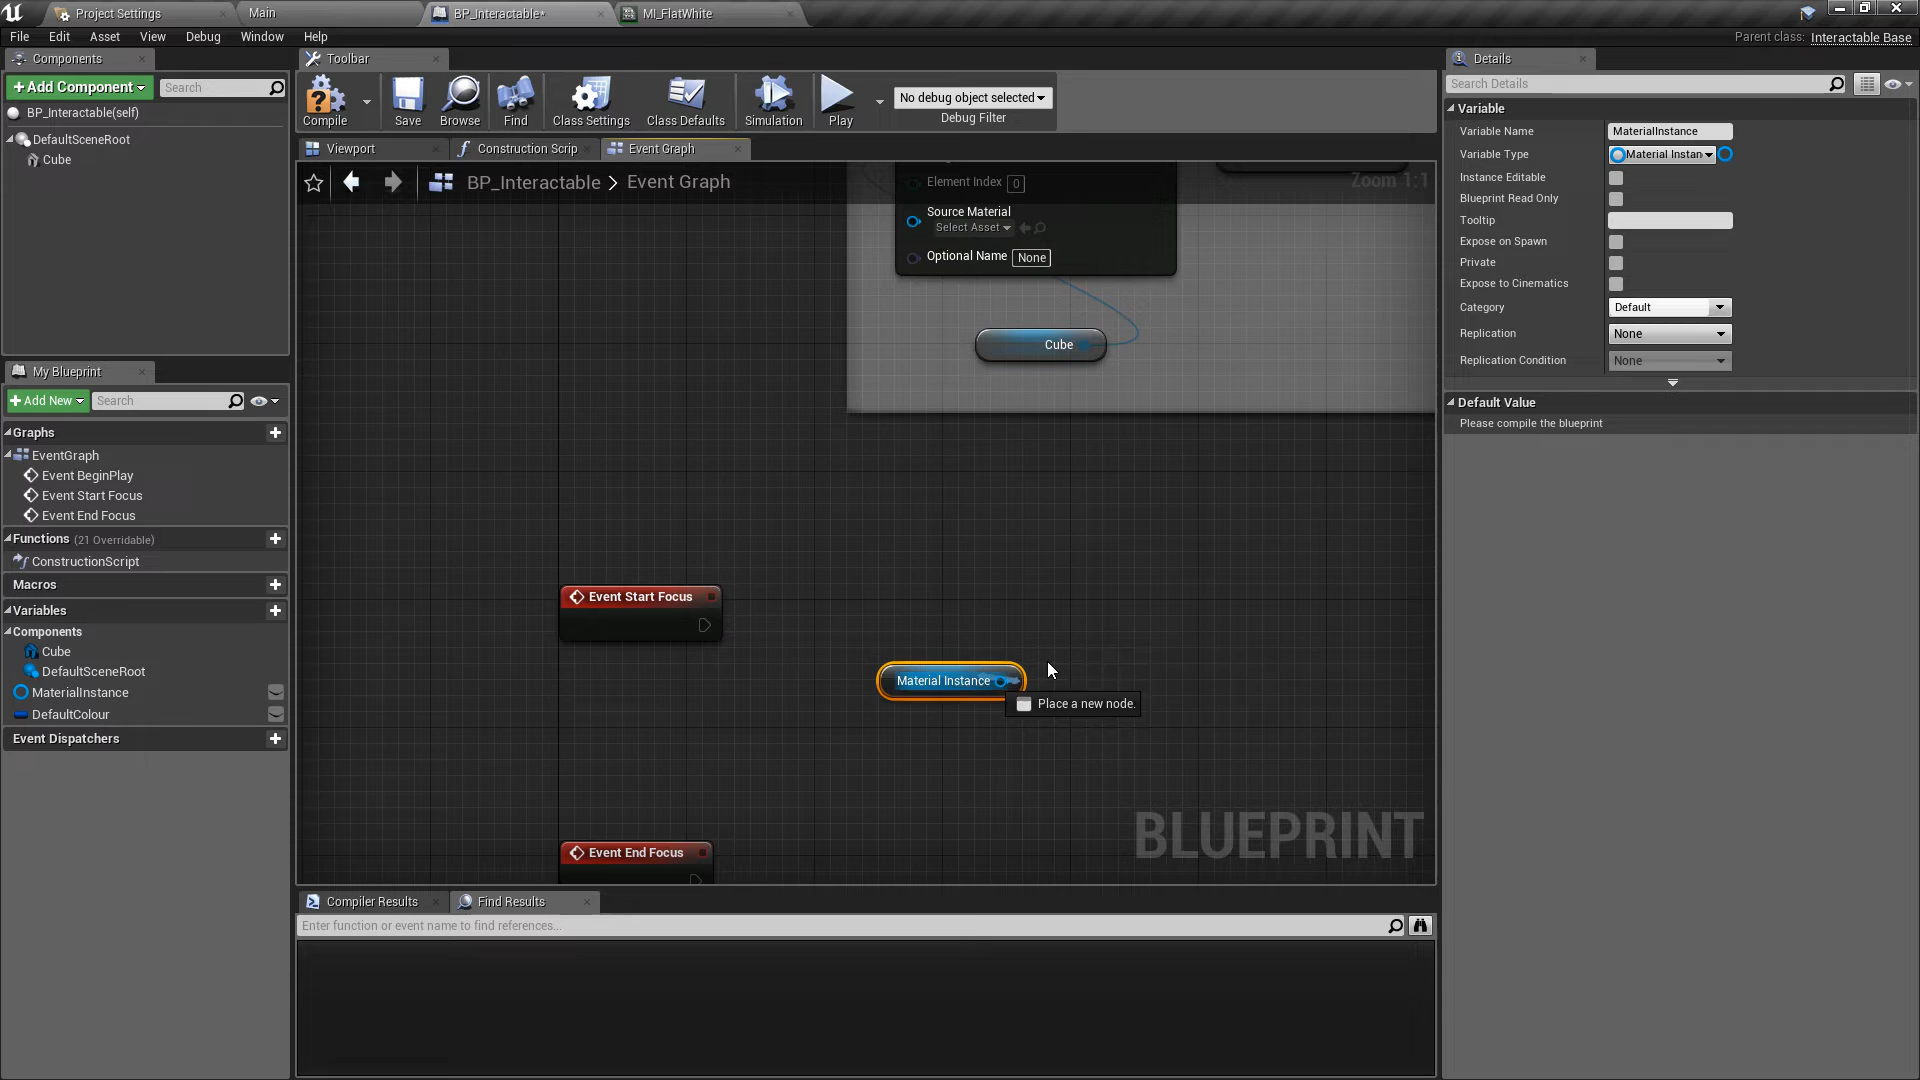 Project Settings
Main
BP_Interactable*
MI_FlatWhite
File Edit Asset View Debug Window Help
Parent class: Interactable Base
Components
+ Add Component
Search
BP_Interactable(self)
DefaultSceneRoot
Cube
My Blueprint
+ Add New
Search
Graphs
EventGraph
Event BeginPlay
Event Start Focus
Event End Focus
Functions (21 Overridable)
ConstructionScript
Macros
Variables
Components
Cube
DefaultSceneRoot
MaterialInstance
DefaultColour
Event Dispatchers
Toolbar
Compile
Save
Browse
Find
Class Settings
Class Defaults
Simulation
Play
No debug object selected
Debug Filter
Viewport
Construction Scrip
Event Graph
BP_Interactable > Event Graph
Zoom 1:1
Element Index 0
Source Material
Select Asset
Optional Name None
Cube
Event Start Focus
Material Instance
Place a new node.
Event End Focus
BLUEPRINT
Compiler Results
Find Results
Enter function or event name to find references...
Details
Search Details
Variable
Variable Name MaterialInstance
Variable Type Material Instan
Instance Editable
Blueprint Read Only
Tooltip
Expose on Spawn
Private
Expose to Cinematics
Category Default
Replication None
Replication Condition None
Default Value
Please compile the blueprint